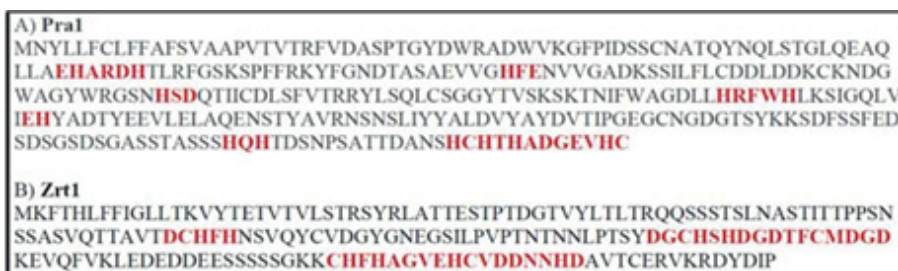 A) Pra1
MNYLLFCLFFAFSVAAPVTVTRFVDASPTGYDWRADWVKGFPIDSSCNATQYNQLSTGLQEAQ
LLAEHARDHTLRFGSKSPFFRKYFGNDTASAEVVGHFENVVGADKSSILFLCDDLDDKCKNDG
WAGYWRGSNHSDQTIICDLSFVTRRYLSQLCSGGYTVSKSKTNIFWAGDLLHRFWHLKSIGQLV
IEHYADTYEEVLELAQENSTYAVRNSNSLIYYALDVYAYDVTIPGEGCNGDGTSYKKSDFSSFED
SDSGSDSGASSTASSSHQHTDSNPSATTDANSHCHTHADGEVHC
B) Zrt1
MKFTHLFFIGLLTKVYTETVTVLSTRSYRLATTESTPTDGTVYLTLTRQQSSSTSLNASTITTPPSN
SSASVQTTAVTDCHFHNSVQYCVDGYGNEGSILPVPTNTNNLPTSYDGCHSHDGDTFCMDGD
KEVQFVKLEDEDDEESSSSSGKKCHFHAGVEHCVDDNNHDAVTCERVKRDYDIP